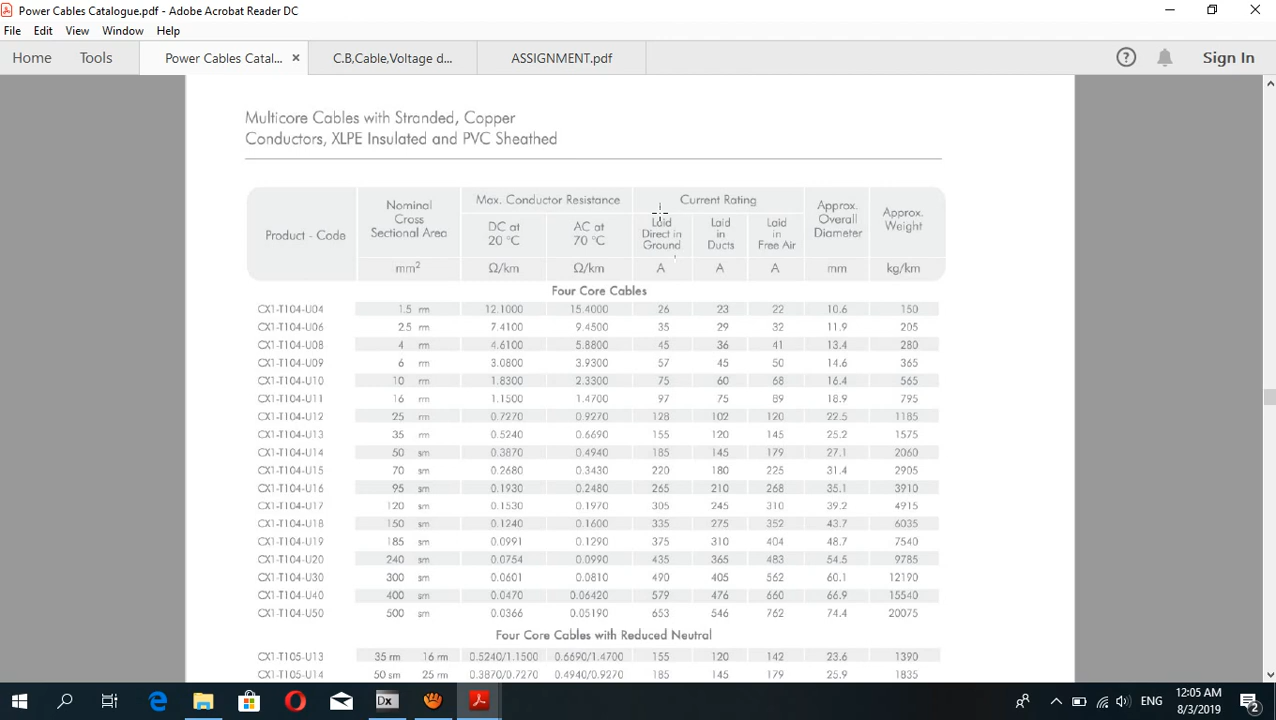 Power Cables Catalogue.pdf - Adobe Acrobat Reader DC
File Edit View Window Help
Home Tools Power Cables Catal... × C.B,Cable,Voltage d... ASSIGNMENT.pdf ? Sign In
Multicore Cables with Stranded, Copper
Conductors, XLPE Insulated and PVC Sheathed
Product - Code
Nominal
Cross
Sectional Area
Max. Conductor Resistance
Current Rating
Approx.
Overall
Diameter
Approx.
Weight
DC at
20 °C
AC at
70 °C
Laid
Direct in
Ground
Laid
in
Ducts
Laid
in
Free Air
mm² Ω/km Ω/km A A A mm kg/km
Four Core Cables
CX1-T104-U04 1.5 rm 12.1000 15.4000 26 23 22 10.6 150
CX1-T104-U06 2.5 rm 7.4100 9.4500 35 29 32 11.9 205
CX1-T104-U08 4 rm 4.6100 5.8800 45 36 41 13.4 280
CX1-T104-U09 6 rm 3.0800 3.9300 57 45 50 14.6 365
CX1-T104-U10 10 rm 1.8300 2.3300 75 60 68 16.4 565
CX1-T104-U11 16 rm 1.1500 1.4700 97 75 89 18.9 795
CX1-T104-U12 25 rm 0.7270 0.9270 128 102 120 22.5 1185
CX1-T104-U13 35 rm 0.5240 0.6690 155 120 145 25.2 1575
CX1-T104-U14 50 sm 0.3870 0.4940 185 145 179 27.1 2060
CX1-T104-U15 70 sm 0.2680 0.3430 220 180 225 31.4 2905
CX1-T104-U16 95 sm 0.1930 0.2480 265 210 268 35.1 3910
CX1-T104-U17 120 sm 0.1530 0.1970 305 245 310 39.2 4915
CX1-T104-U18 150 sm 0.1240 0.1600 335 275 352 43.7 6035
CX1-T104-U19 185 sm 0.0991 0.1290 375 310 404 48.7 7540
CX1-T104-U20 240 sm 0.0754 0.0990 435 365 483 54.5 9785
CX1-T104-U30 300 sm 0.0601 0.0810 490 405 562 60.1 12190
CX1-T104-U40 400 sm 0.0470 0.06420 579 476 660 66.9 15540
CX1-T104-U50 500 sm 0.0366 0.05190 653 546 762 74.4 20075
Four Core Cables with Reduced Neutral
CX1-T105-U13 35 rm 16 rm 0.5240/1.1500 0.6690/1.4700 155 120 142 23.6 1390
CX1-T105-U14 50 sm 25 rm 0.3870/0.7270 0.4940/0.9270 185 145 179 25.9 1835
Dx ENG 12:05 AM
8/3/2019 2